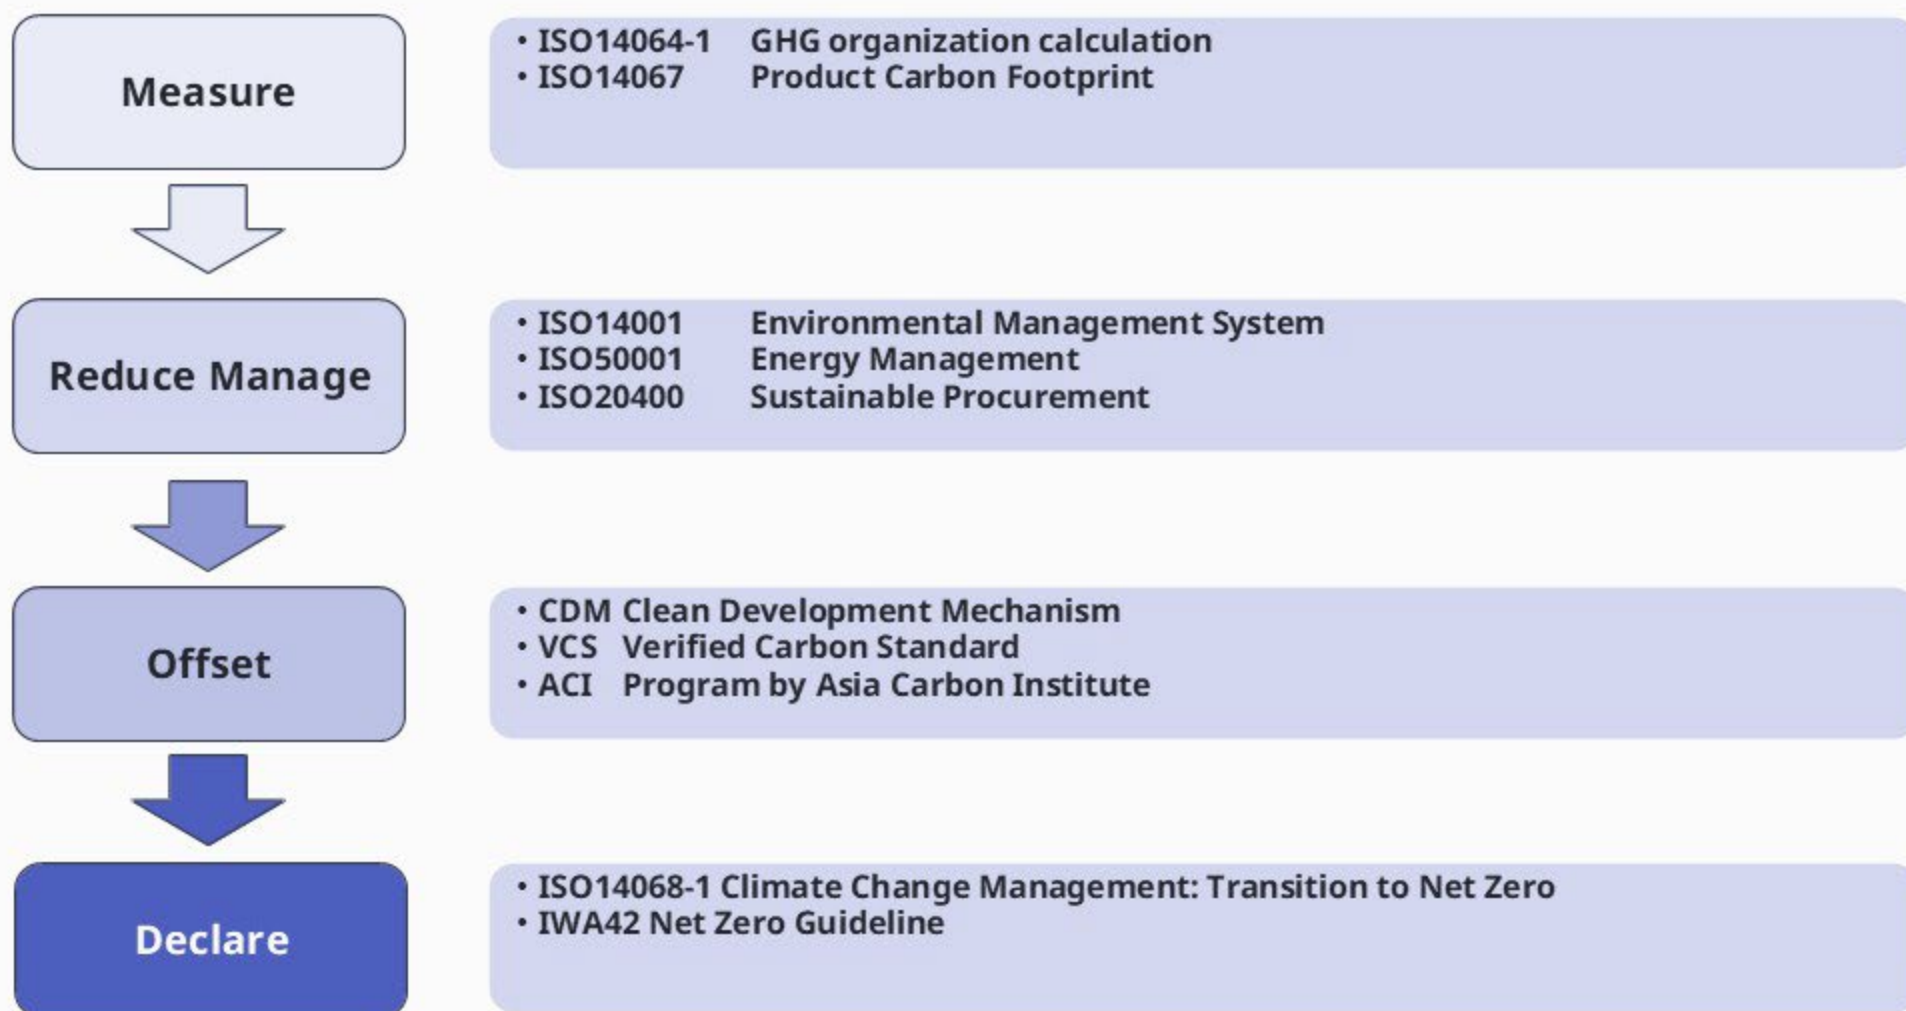 Measure
• ISO14064-1 GHG organization calculation
• ISO14067 Product Carbon Footprint
Reduce Manage
• ISO14001 Environmental Management System
• ISO50001 Energy Management
• ISO20400 Sustainable Procurement
Offset
• CDM Clean Development Mechanism
• VCS Verified Carbon Standard
• ACI Program by Asia Carbon Institute
Declare
• ISO14068-1 Climate Change Management: Transition to Net Zero
• IWA42 Net Zero Guideline